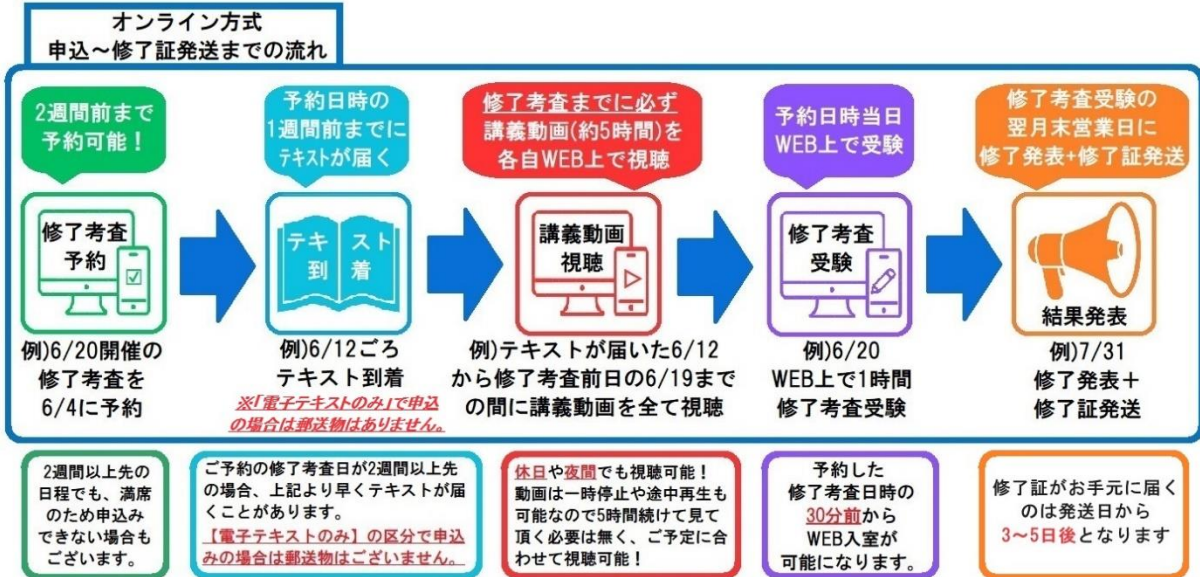 オンライン方式
申込～修了証発送までの流れ
2週間前まで
予約可能！
予約日時の
1週間前までに
テキストが届く
修了考査までに必ず
講義動画(約5時間)を
各自WEB上で視聴
予約日時当日
WEB上で受験
修了考査受験の
翌月末営業日に
修了発表+修了証発送
修了考査
予約
テキスト
到着
講義動画
視聴
修了考査
受験
結果発表
例)6/20開催の
修了考査を
6/4に予約
例)6/12ごろ
テキスト到着
※「電子テキストのみ」で申込
の場合は郵送物はありません。
例)テキストが届いた6/12
から修了考査前日の6/19まで
の間に講義動画を全て視聴
例)6/20
WEB上で1時間
修了考査受験
例)7/31
修了発表＋
修了証発送
2週間以上先の
日程でも、満席
のため申込み
できない場合も
ございます。
ご予約の修了考査日が2週間以上先
の場合、上記より早くテキストが届
くことがあります。
【電子テキストのみ】の区分で申込
みの場合は郵送物はございません。
休日や夜間でも視聴可能！
動画は一時停止や途中再生も
可能なので5時間続けて見て
頂く必要は無く、ご予定に合
わせて視聴可能！
予約した
修了考査日時の
30分前から
WEB入室が
可能になります。
修了証がお手元に届く
のは発送日から
3～5日後となります